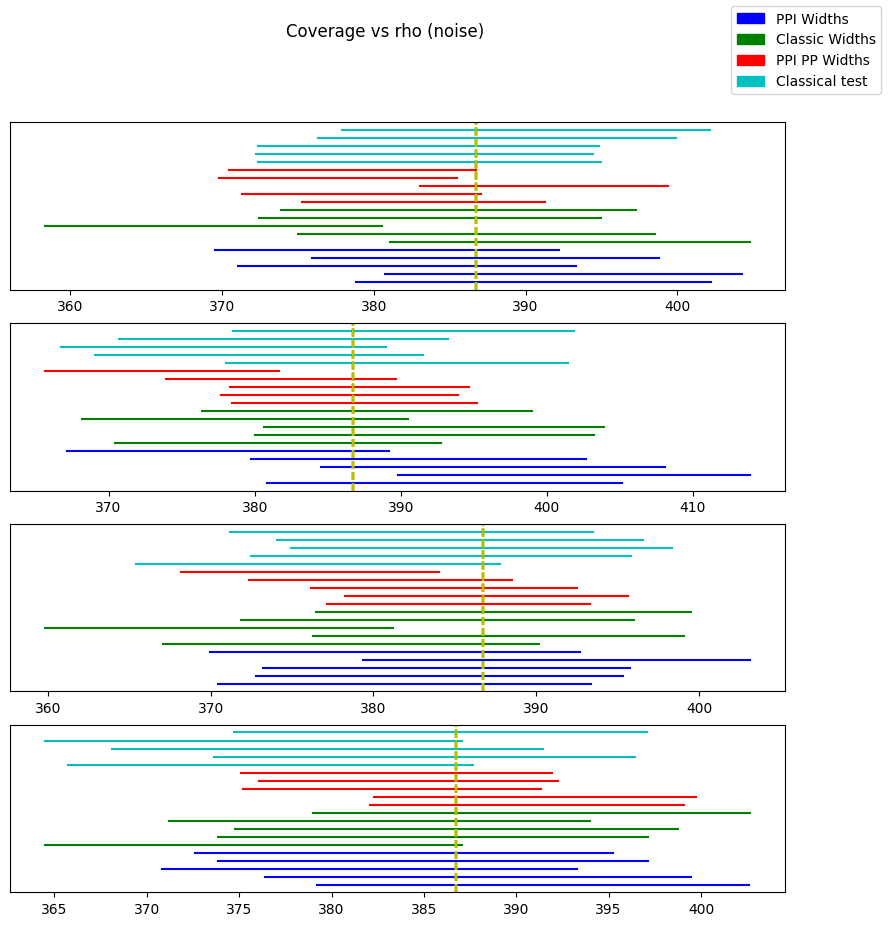 Coverage vs rho (noise)
PPI Widths
Classic Widths
PPI PP Widths
Classical test
360 370 380 390 400
370 380 390 400 410
360 370 380 390 400
365 370 375 380 385 390 395 400